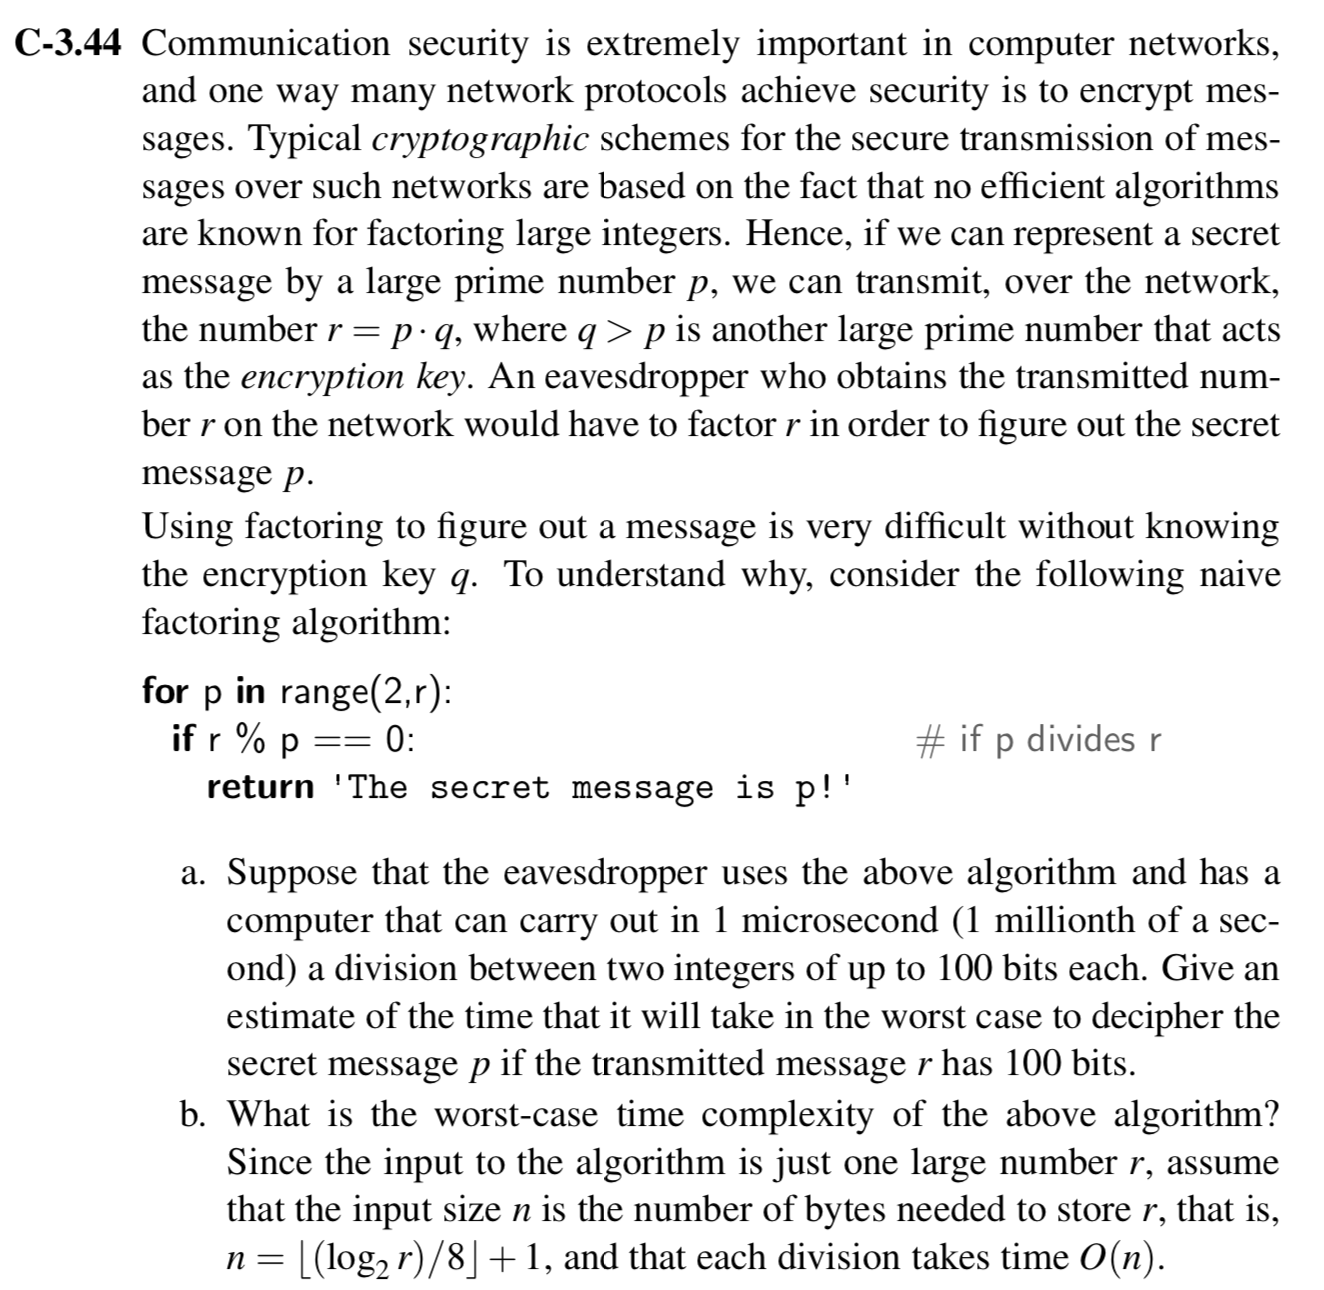 C-3.44 Communication security is extremely important in computer networks,
and one way many network protocols achieve security is to encrypt mes-
sages. Typical cryptographic schemes for the secure transmission of mes-
sages over such networks are based on the fact that no efficient algorithms
are known for factoring large integers. Hence, if we can represent a secret
message by a large prime number p, we can transmit, over the network,
the number r = p · q, where q > p is another large prime number that acts
as the encryption key. An eavesdropper who obtains the transmitted num-
ber r on the network would have to factor r in order to figure out the secret
message p.
Using factoring to figure out a message is very difficult without knowing
the encryption key q. To understand why, consider the following naive
factoring algorithm:
for p in range(2,r):
if r % p == 0: # if p divides r
return 'The secret message is p!'
a. Suppose that the eavesdropper uses the above algorithm and has a
computer that can carry out in 1 microsecond (1 millionth of a sec-
ond) a division between two integers of up to 100 bits each. Give an
estimate of the time that it will take in the worst case to decipher the
secret message p if the transmitted message r has 100 bits.
b. What is the worst-case time complexity of the above algorithm?
Since the input to the algorithm is just one large number r, assume
that the input size n is the number of bytes needed to store r, that is,
n = ⌊(log₂ r)/8⌋ + 1, and that each division takes time O(n).